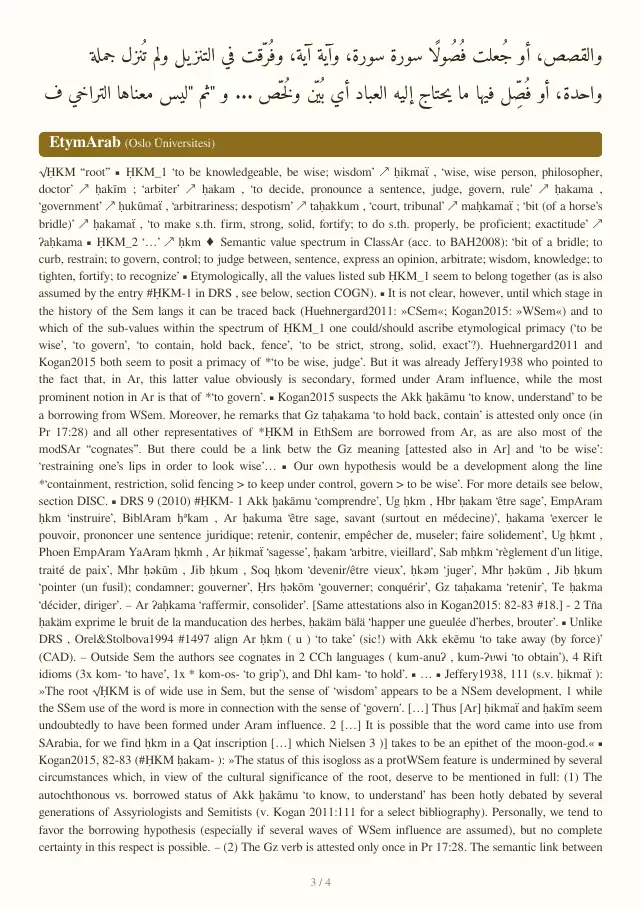 والقصص، أو جُعلت فُصُولًا سورة سورة، وآية آية، وفُرّقت في التنزيل ولم تُنزل جملة
واحدة، أو فُصِّل فيها ما يحتاج إليه العباد أي بُيّن ولُخّص ... و "ثم "ليس معناها التراخي ف
EtymArab (Oslo Üniversitesi)
√ḤKM “root” ▪ ḤKM_1 ‘to be knowledgeable, be wise; wisdom’ ↗ ḥikmaẗ , ‘wise, wise person, philosopher,
doctor’ ↗ ḥakīm ; ‘arbiter’ ↗ ḥakam , ‘to decide, pronounce a sentence, judge, govern, rule’ ↗ ḥakama ,
‘government’ ↗ ḥukūmaẗ , ‘arbitrariness; despotism’ ↗ taḥakkum , ‘court, tribunal’ ↗ maḥkamaẗ ; ‘bit (of a horse’s
bridle)’ ↗ ḥakamaẗ , ‘to make s.th. firm, strong, solid, fortify; to do s.th. properly, be proficient; exactitude’ ↗
ʔaḥkama ▪ ḤKM_2 ‘…’ ↗ ḥkm ♦ Semantic value spectrum in ClassAr (acc. to BAH2008): ‘bit of a bridle; to
curb, restrain; to govern, control; to judge between, sentence, express an opinion, arbitrate; wisdom, knowledge; to
tighten, fortify; to recognize’ ▪ Etymologically, all the values listed sub ḤKM_1 seem to belong together (as is also
assumed by the entry #ḤKM-1 in DRS , see below, section COGN). ▪ It is not clear, however, until which stage in
the history of the Sem langs it can be traced back (Huehnergard2011: »CSem«; Kogan2015: »WSem«) and to
which of the sub-values within the spectrum of ḤKM_1 one could/should ascribe etymological primacy (‘to be
wise’, ‘to govern’, ‘to contain, hold back, fence’, ‘to be strict, strong, solid, exact’?). Huehnergard2011 and
Kogan2015 both seem to posit a primacy of *‘to be wise, judge’. But it was already Jeffery1938 who pointed to
the fact that, in Ar, this latter value obviously is secondary, formed under Aram influence, while the most
prominent notion in Ar is that of *‘to govern’. ▪ Kogan2015 suspects the Akk ḫakāmu ‘to know, understand’ to be
a borrowing from WSem. Moreover, he remarks that Gz taḥakama ‘to hold back, contain’ is attested only once (in
Pr 17:28) and all other representatives of *ḤKM in EthSem are borrowed from Ar, as are also most of the
modSAr “cognates”. But there could be a link betw the Gz meaning [attested also in Ar] and ‘to be wise’:
‘restraining one’s lips in order to look wise’… ▪ Our own hypothesis would be a development along the line
*‘containment, restriction, solid fencing > to keep under control, govern > to be wise’. For more details see below,
section DISC. ▪ DRS 9 (2010) #ḤKM- 1 Akk ḫakāmu ‘comprendre’, Ug ḥkm , Hbr ḥakam ‘être sage’, EmpAram
ḥkm ‘instruire’, BiblAram ḥᵃkam , Ar ḥakuma ‘être sage, savant (surtout en médecine)’, ḥakama ‘exercer le
pouvoir, prononcer une sentence juridique; retenir, contenir, empêcher de, museler; faire solidement’, Ug ḥkmt ,
Phoen EmpAram YaAram ḥkmh , Ar ḥikmaẗ ‘sagesse’, ḥakam ‘arbitre, vieillard’, Sab mḥkm ‘règlement d’un litige,
traité de paix’, Mhr ḥəkūm , Jib ḥkum , Soq ḥkom ‘devenir/être vieux’, ḥkəm ‘juger’, Mhr ḥəkūm , Jib ḥkum
‘pointer (un fusil); condamner; gouverner’, Ḥrs ḥəkōm ‘gouverner; conquérir’, Gz taḥakama ‘retenir’, Te ḥakma
‘décider, diriger’. – Ar ʔaḥkama ‘raffermir, consolider’. [Same attestations also in Kogan2015: 82-83 #18.] - 2 Tña
ḥakäm exprime le bruit de la manducation des herbes, ḥakäm bälä ‘happer une gueulée d’herbes, brouter’. ▪ Unlike
DRS , Orel&Stolbova1994 #1497 align Ar ḥkm ( u ) ‘to take’ (sic!) with Akk ekēmu ‘to take away (by force)’
(CAD). – Outside Sem the authors see cognates in 2 CCh languages ( kum-anuʔ , kum-ʔɪwi ‘to obtain’), 4 Rift
idioms (3x kom- ‘to have’, 1x * kom-os- ‘to grip’), and Dhl kam- ‘to hold’. ▪ … ▪ Jeffery1938, 111 (s.v. ḥikmaẗ ):
»The root √ḤKM is of wide use in Sem, but the sense of ‘wisdom’ appears to be a NSem development, 1 while
the SSem use of the word is more in connection with the sense of ‘govern’. […] Thus [Ar] ḥikmaẗ and ḥakīm seem
undoubtedly to have been formed under Aram influence. 2 […] It is possible that the word came into use from
SArabia, for we find ḥkm in a Qat inscription […] which Nielsen 3 )] takes to be an epithet of the moon-god.« ▪
Kogan2015, 82-83 (#ḤKM ḥakam- ): »The status of this isogloss as a protWSem feature is undermined by several
circumstances which, in view of the cultural significance of the root, deserve to be mentioned in full: (1) The
autochthonous vs. borrowed status of Akk ḫakāmu ‘to know, to understand’ has been hotly debated by several
generations of Assyriologists and Semitists (v. Kogan 2011:111 for a select bibliography). Personally, we tend to
favor the borrowing hypothesis (especially if several waves of WSem influence are assumed), but no complete
certainty in this respect is possible. – (2) The Gz verb is attested only once in Pr 17:28. The semantic link between
3 / 4